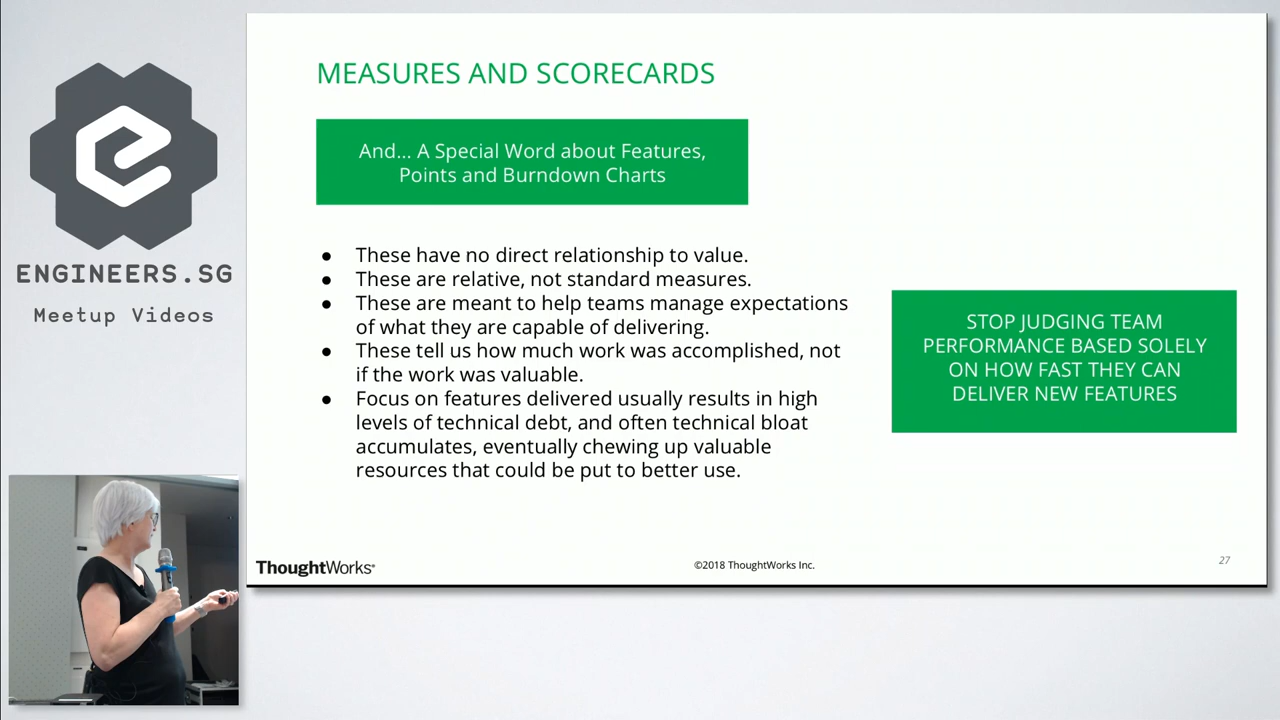 ENGINEERS.SG
Meetup Videos
MEASURES AND SCORECARDS
And... A Special Word about Features,
Points and Burndown Charts
● These have no direct relationship to value.
● These are relative, not standard measures.
● These are meant to help teams manage expectations
of what they are capable of delivering.
● These tell us how much work was accomplished, not
if the work was valuable.
● Focus on features delivered usually results in high
levels of technical debt, and often technical bloat
accumulates, eventually chewing up valuable
resources that could be put to better use.
STOP JUDGING TEAM
PERFORMANCE BASED SOLELY
ON HOW FAST THEY CAN
DELIVER NEW FEATURES
ThoughtWorks®
©2018 ThoughtWorks Inc.
27